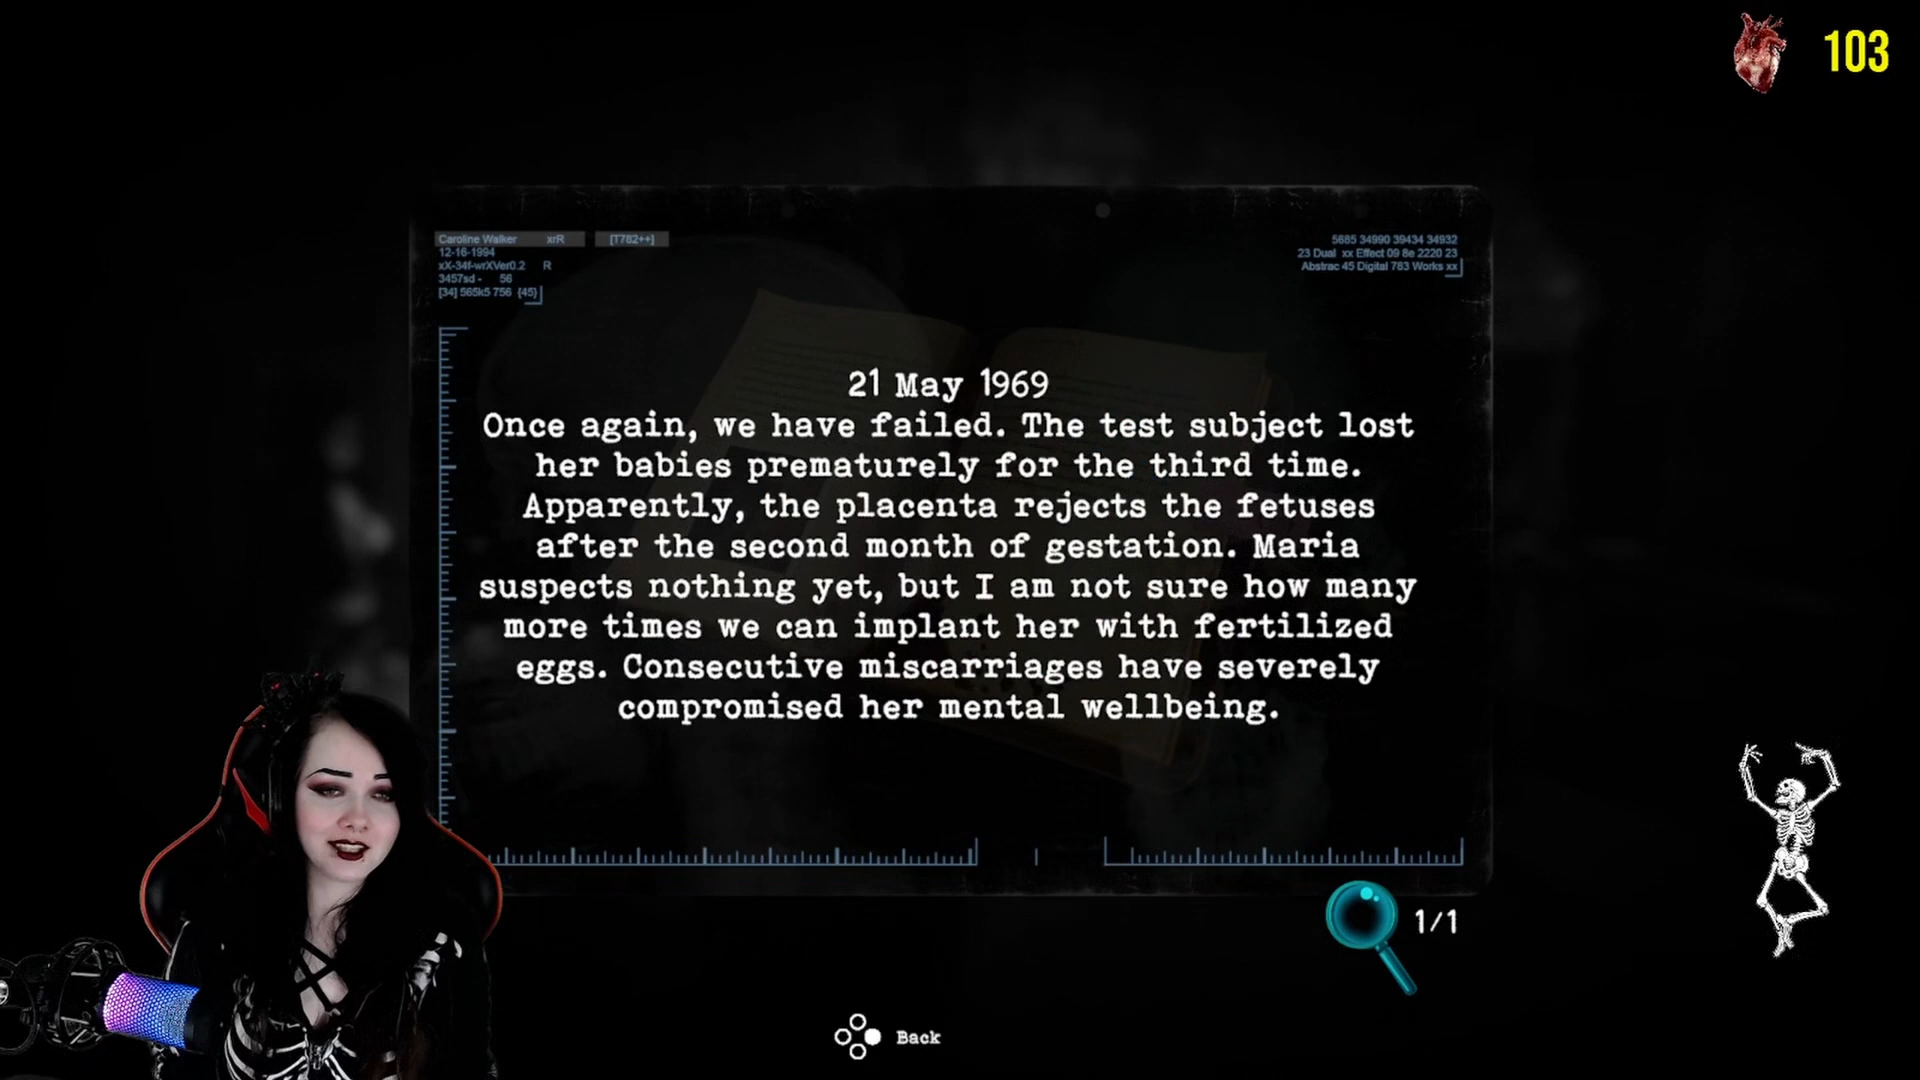 103
Caroline Walker xrR [T782++]
12-16-1994
xX-34f-wrXVer0.2 R
3457sd - 56
[34] 565k5 756 {45}
5685 34990 39434 34932
23 Dual xx Effect 09 8e 2220 23
Abstrac 45 Digital 783 Works xx
21 May 1969
Once again, we have failed. The test subject lost
her babies prematurely for the third time.
Apparently, the placenta rejects the fetuses
after the second month of gestation. Maria
suspects nothing yet, but I am not sure how many
more times we can implant her with fertilized
eggs. Consecutive miscarriages have severely
compromised her mental wellbeing.
1/1
Back